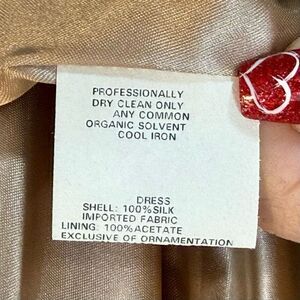 PROFESSIONALLY
DRY CLEAN ONLY
ANY COMMON
ORGANIC SOLVENT
COOL IRON
DRESS
SHELL: 100%SILK
IMPORTED FABRIC
LINING: 100%ACETATE
EXCLUSIVE OF ORNAMENTATION